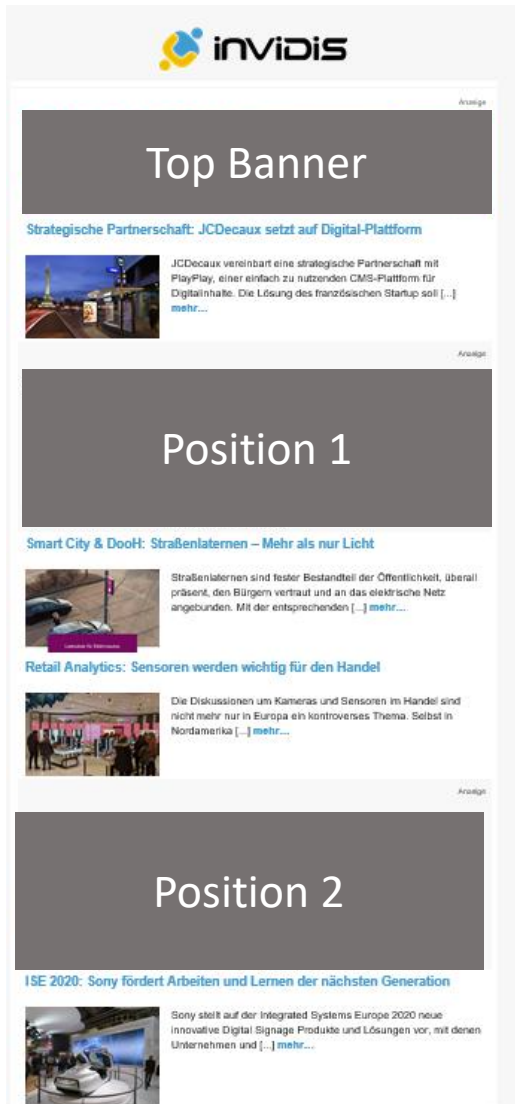 invidis
Anzeige
Top Banner
Strategische Partnerschaft: JCDecaux setzt auf Digital-Plattform
JCDecaux vereinbart eine strategische Partnerschaft mit
PlayPlay, einer einfach zu nutzenden CMS-Plattform für
Digitalinhalte. Die Lösung des französischen Startup soll [...]
mehr...
Anzeige
Position 1
Smart City & DooH: Straßenlaternen – Mehr als nur Licht
Straßenlaternen sind fester Bestandteil der Öffentlichkeit, überall
präsent, den Bürgern vertraut und an das elektrische Netz
angebunden. Mit der entsprechenden [...] mehr...
Retail Analytics: Sensoren werden wichtig für den Handel
Die Diskussionen um Kameras und Sensoren im Handel sind
nicht mehr nur in Europa ein kontroverses Thema. Selbst in
Nordamerika [...] mehr...
Anzeige
Position 2
ISE 2020: Sony fördert Arbeiten und Lernen der nächsten Generation
Sony stellt auf der Integrated Systems Europe 2020 neue
innovative Digital Signage Produkte und Lösungen vor, mit denen
Unternehmen und [...] mehr...